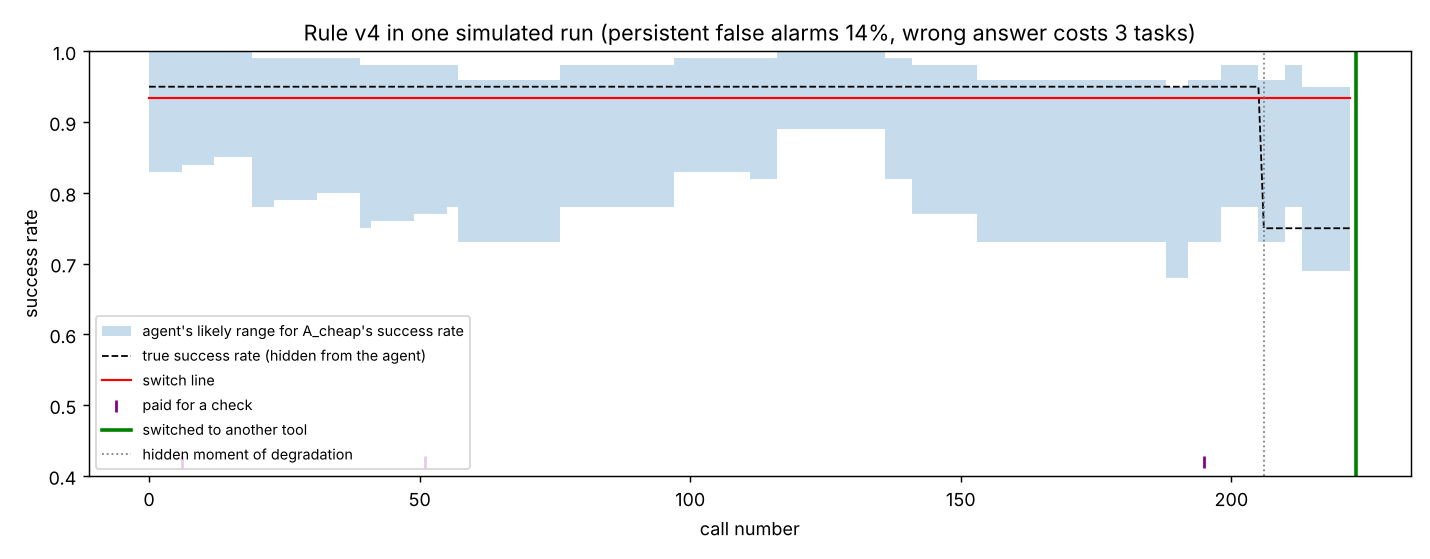 Rule v4 in one simulated run (persistent false alarms 14%, wrong answer costs 3 tasks)
1.0
0.9
0.8
0.7
0.6
0.5
0.4
success rate
agent's likely range for A_cheap's success rate
true success rate (hidden from the agent)
switch line
paid for a check
switched to another tool
hidden moment of degradation
0 50 100 150 200
call number